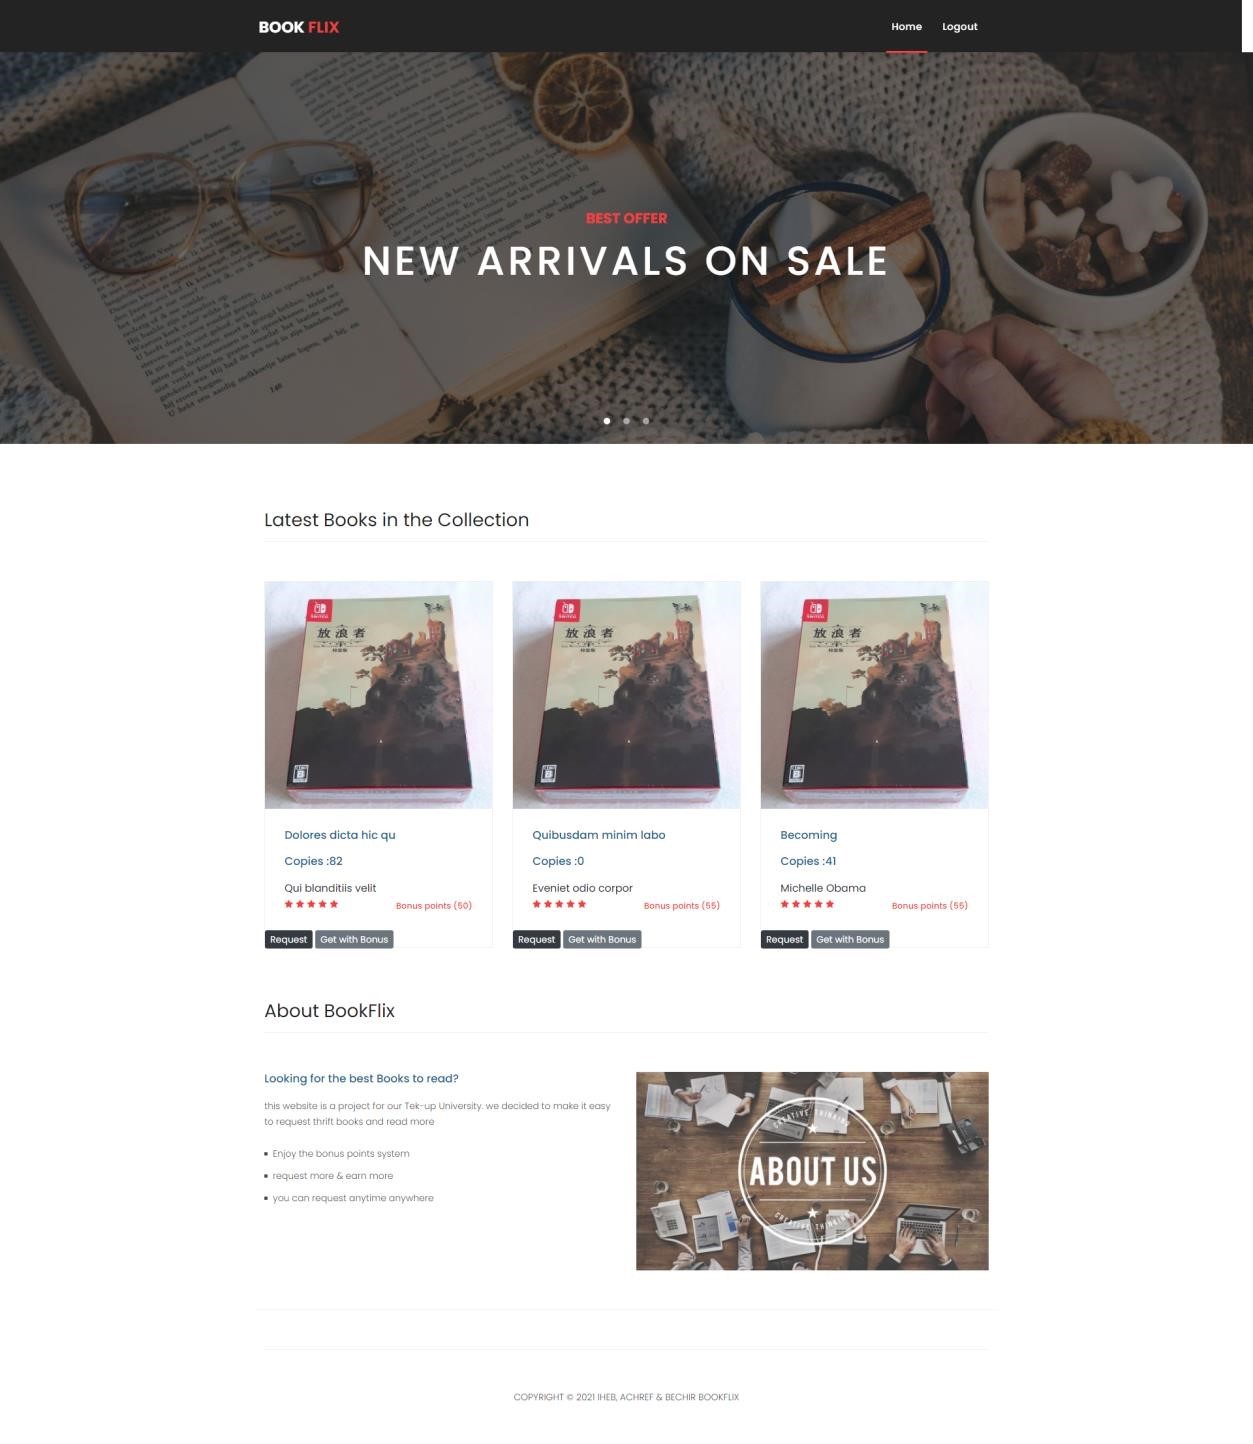 BOOK FLIX
Home
Logout
BEST OFFER
NEW ARRIVALS ON SALE
146
Latest Books in the Collection
放浪者
放浪者
放浪者
Dolores dicta hic qu
Copies :82
Qui blanditiis velit
Bonus points (50)
Request
Get with Bonus
Quibusdam minim labo
Copies :0
Eveniet odio corpor
Bonus points (55)
Request
Get with Bonus
Becoming
Copies :41
Michelle Obama
Bonus points (55)
Request
Get with Bonus
About BookFlix
Looking for the best Books to read?
this website is a project for our Tek-up University. we decided to make it easy
to request thrift books and read more
Enjoy the bonus points system
request more & earn more
you can request anytime anywhere
CREATIVE THINKING
ABOUT US
CREATIVE THINKING
COPYRIGHT © 2021 IHEB, ACHREF & BECHIR BOOKFLIX